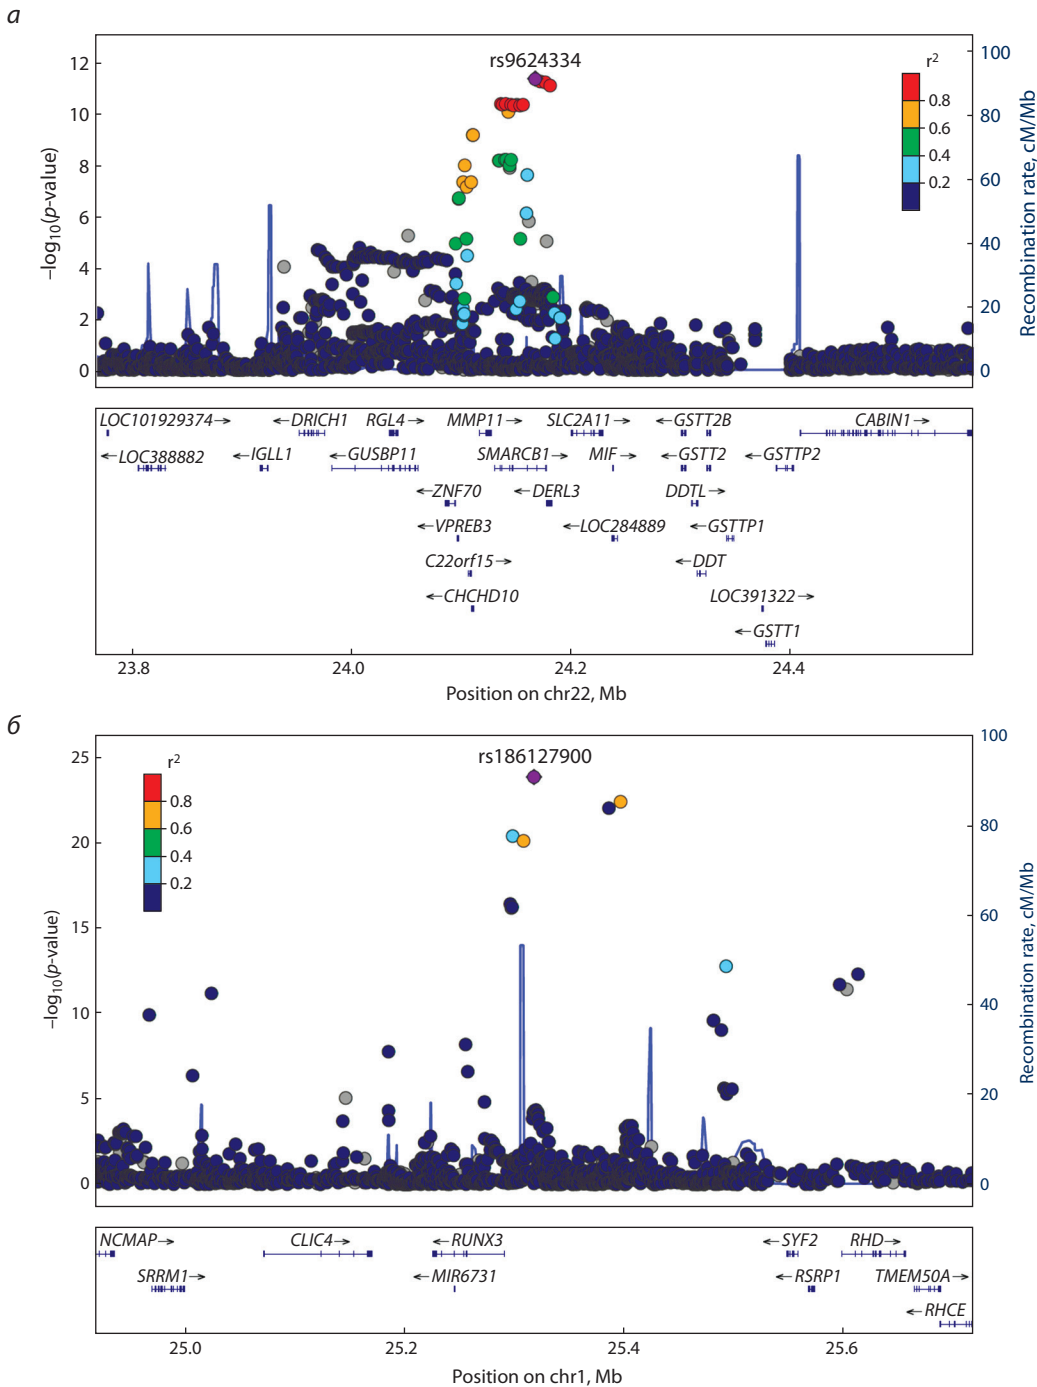 а
rs9624334
12
10
8
6
4
2
0
−log10(p-value)
100
80
60
40
20
0
Recombination rate, cM/Mb
r2
0.8
0.6
0.4
0.2
LOC101929374→ ←DRICH1 RGL4→ MMP11→ SLC2A11→ ←GSTT2B CABIN1→
←LOC388882 ←IGLL1 ←GUSBP11 SMARCB1→ MIF→ ←GSTT2 ←GSTTP2
←ZNF70 ←DERL3 DDTL→
←VPREB3 ←LOC284889 ←GSTTP1
C22orf15→ ←DDT
←CHCHD10 LOC391322→
←GSTT1
23.8 24.0 24.2 24.4
Position on chr22, Mb
б
rs186127900
25
20
15
10
5
0
−log10(p-value)
100
80
60
40
20
0
Recombination rate, cM/Mb
r2
0.8
0.6
0.4
0.2
NCMAP→ CLIC4→ ←RUNX3 ←SYF2 RHD→
SRRM1→ ←MIR6731 ←RSRP1 TMEM50A→
←RHCE
25.0 25.2 25.4 25.6
Position on chr1, Mb